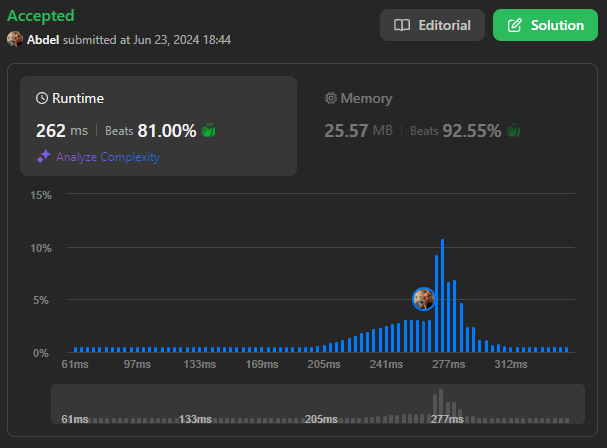 Accepted
Editorial
Solution
Abdel submitted at Jun 23, 2024 18:44
Runtime
262 ms | Beats 81.00%
Analyze Complexity
Memory
25.57 MB | Beats 92.55%
15%
10%
5%
0%
61ms 97ms 133ms 169ms 205ms 241ms 277ms 312ms
61ms 133ms 205ms 277ms